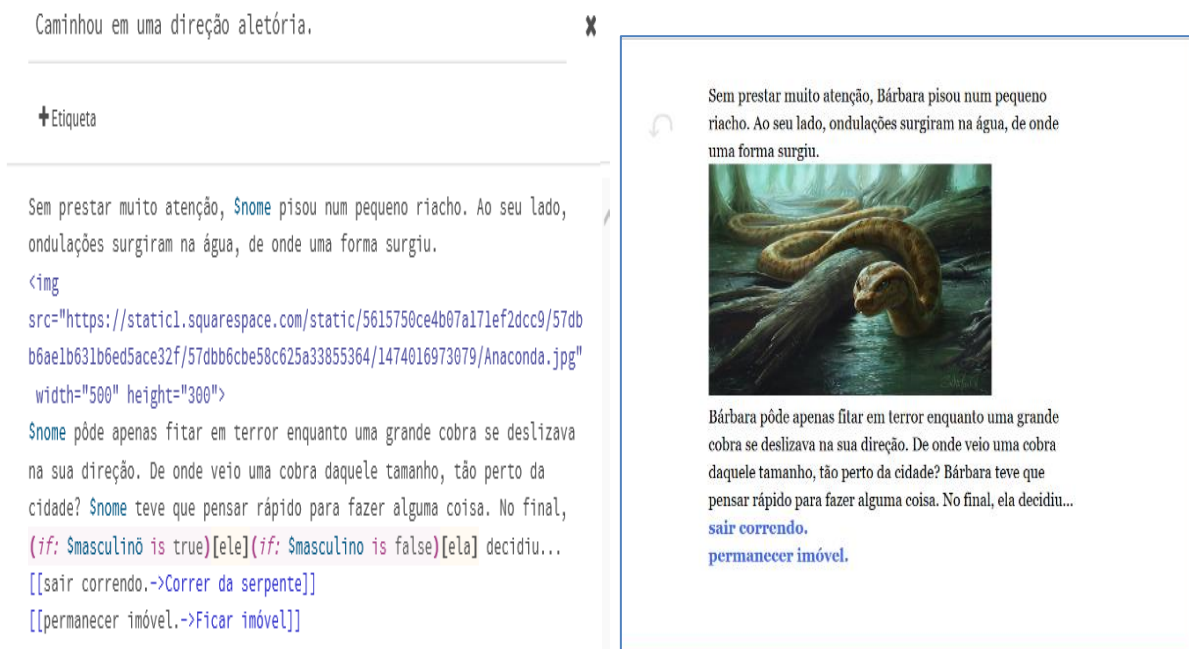 Caminhou em uma direção aletória.
✖
+Etiqueta
Sem prestar muito atenção, $nome pisou num pequeno riacho. Ao seu lado,
ondulações surgiram na água, de onde uma forma surgiu.
<img
src="https://static1.squarespace.com/static/5615750ce4b07a171ef2dcc9/57db
b6ae1b631b6ed5ace32f/57dbb6cbe58c625a33855364/1474016973079/Anaconda.jpg"
width="500" height="300">
$nome pôde apenas fitar em terror enquanto uma grande cobra se deslizava
na sua direção. De onde veio uma cobra daquele tamanho, tão perto da
cidade? $nome teve que pensar rápido para fazer alguma coisa. No final,
(if: $masculinö is true)[ele](if: $masculino is false)[ela] decidiu...
[[sair correndo.->Correr da serpente]]
[[permanecer imóvel.->Ficar imóvel]]
Sem prestar muito atenção, Bárbara pisou num pequeno
riacho. Ao seu lado, ondulações surgiram na água, de onde
uma forma surgiu.
Bárbara pôde apenas fitar em terror enquanto uma grande
cobra se deslizava na sua direção. De onde veio uma cobra
daquele tamanho, tão perto da cidade? Bárbara teve que
pensar rápido para fazer alguma coisa. No final, ela decidiu...
sair correndo.
permanecer imóvel.